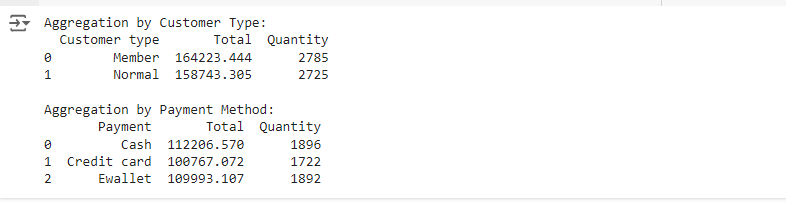 Aggregation by Customer Type:
Customer type Total Quantity
0 Member 164223.444 2785
1 Normal 158743.305 2725
Aggregation by Payment Method:
Payment Total Quantity
0 Cash 112206.570 1896
1 Credit card 100767.072 1722
2 Ewallet 109993.107 1892